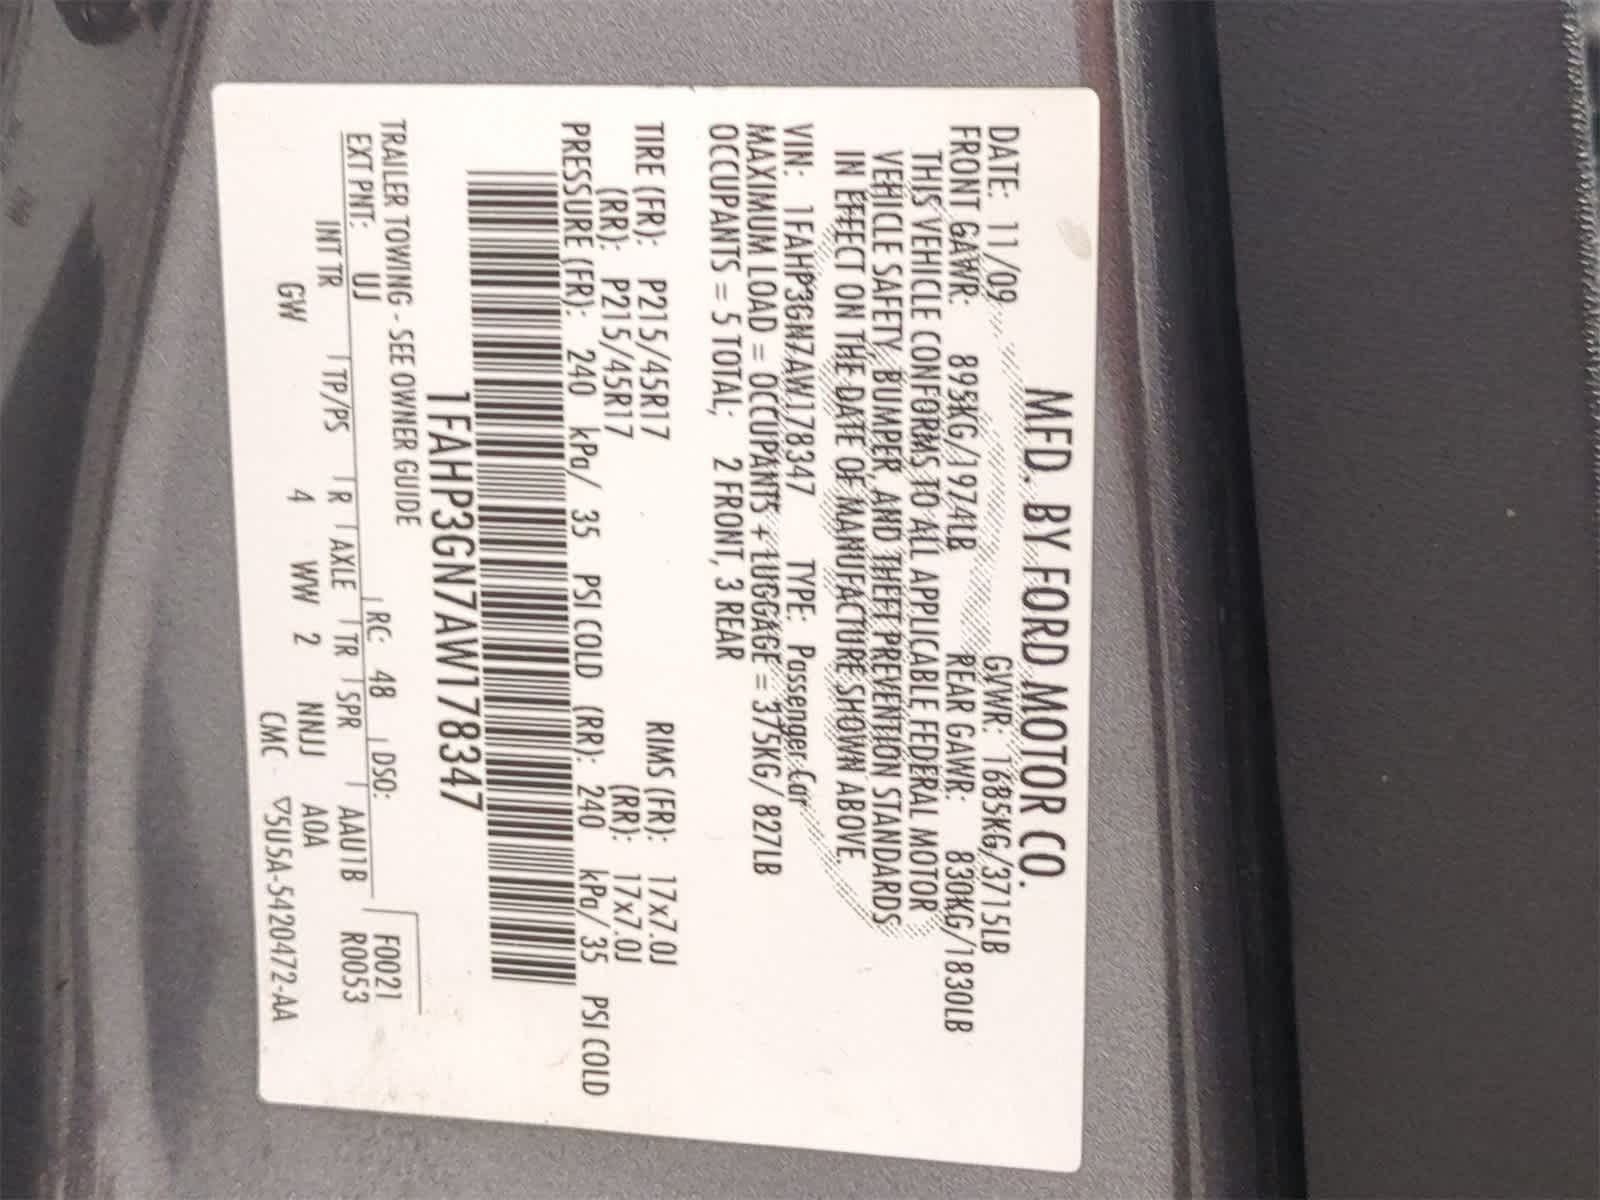 MFD. BY FORD MOTOR CO.
DATE: 11/09 GVWR: 1685KG/3715LB
FRONT GAWR: 895KG/1974LB REAR GAWR: 830KG/1830LB
THIS VEHICLE CONFORMS TO ALL APPLICABLE FEDERAL MOTOR
VEHICLE SAFETY, BUMPER, AND THEFT PREVENTION STANDARDS
IN EFFECT ON THE DATE OF MANUFACTURE SHOWN ABOVE.
VIN: 1FAHP3GN7AW178347 TYPE: Passenger Car
MAXIMUM LOAD = OCCUPANTS + LUGGAGE = 375KG/ 827LB
OCCUPANTS = 5 TOTAL; 2 FRONT, 3 REAR
TIRE (FR): P215/45R17 RIMS (FR): 17x7.0J
(RR): P215/45R17 (RR): 17x7.0J
PRESSURE (FR): 240 kPa/ 35 PSI COLD (RR): 240 kPa/ 35 PSI COLD
1FAHP3GN7AW178347
TRAILER TOWING - SEE OWNER GUIDE
EXT PNT: UJ RC: 48 DSO: F0021
INT TR TP/PS R AXLE TR SPR AAU1B R0053
GW 4 WW 2 NNJJ A0A
CMC ▽5U5A-5420472-AA